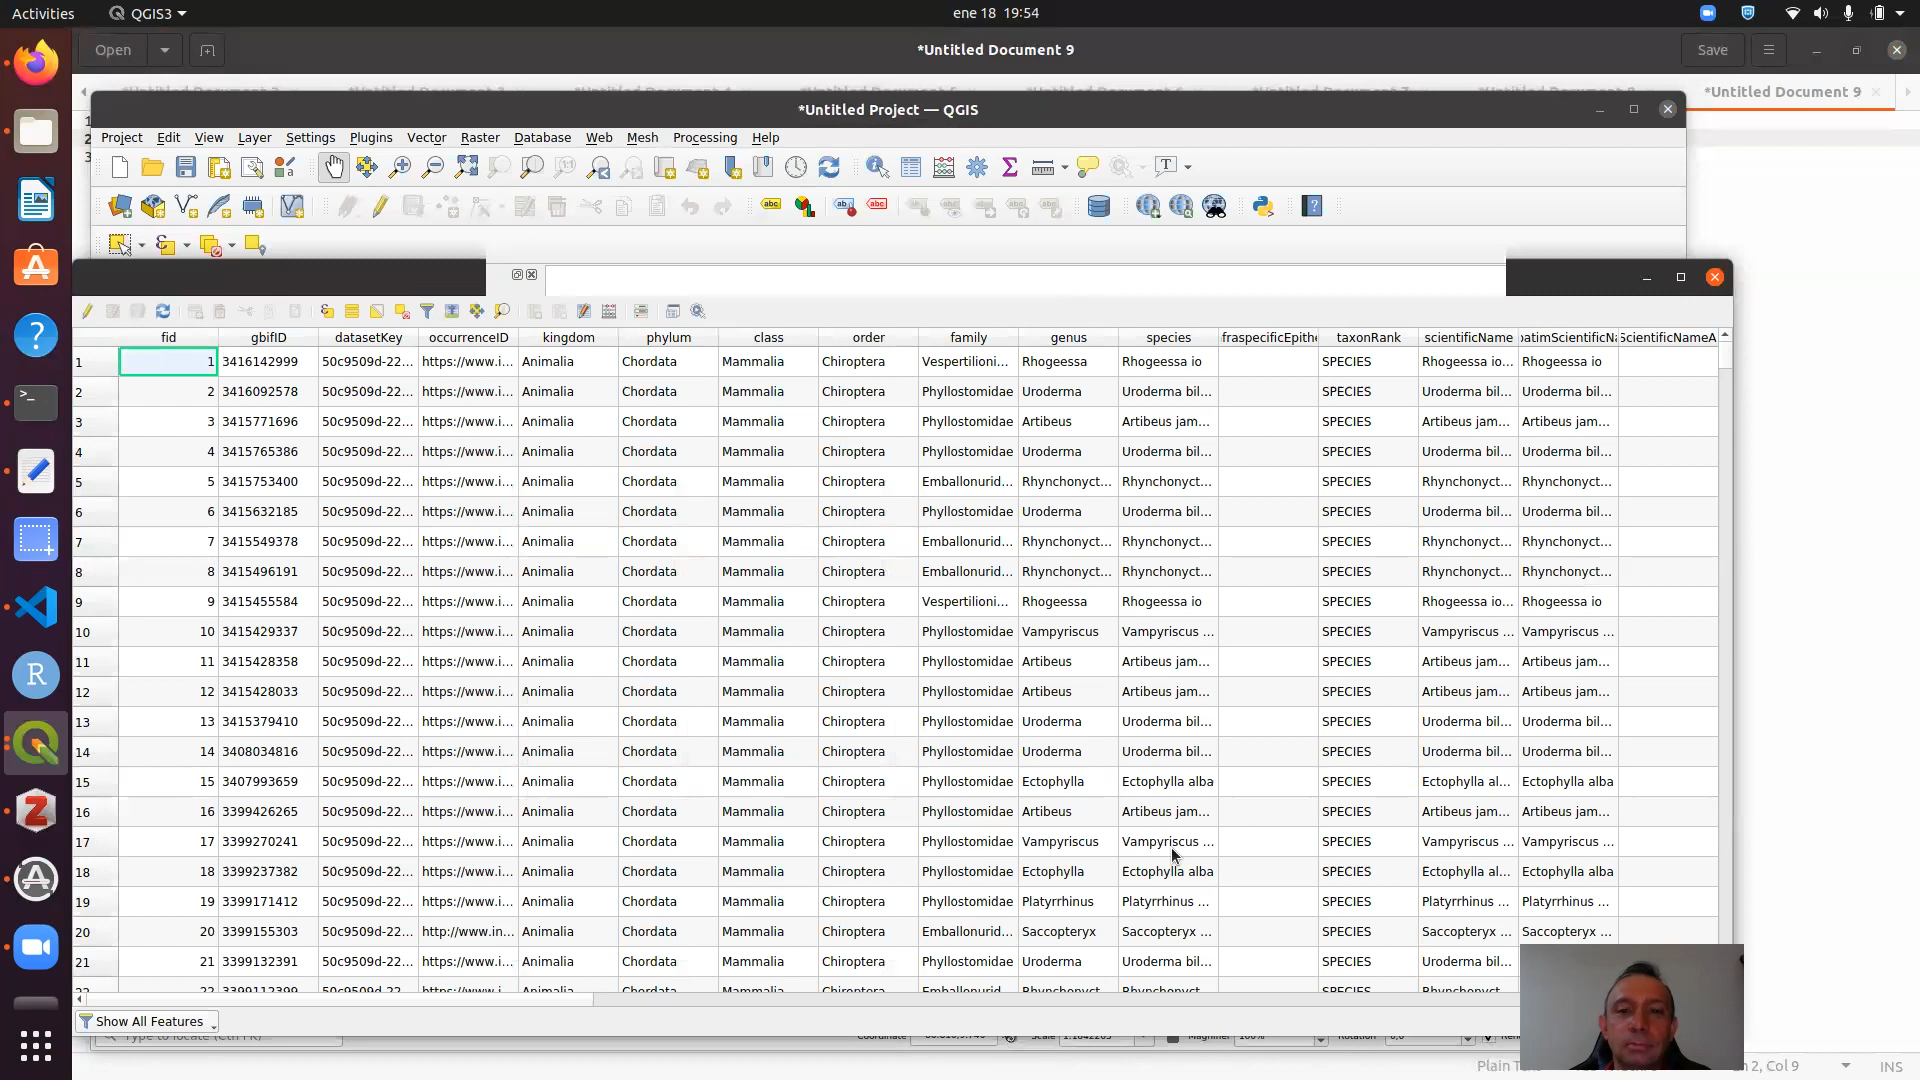 Activities QGIS3 ene 18 19:54
Open *Untitled Document 9 Save
*Untitled Document 9
*Untitled Project — QGIS
Project Edit View Layer Settings Plugins Vector Raster Database Web Mesh Processing Help
fid gbifID datasetKey occurrenceID kingdom phylum class order family genus species fraspecificEpithe taxonRank scientificName batimScientificNa ScientificNameA
1 1 3416142999 50c9509d-22... https://www.i... Animalia Chordata Mammalia Chiroptera Vespertilioni... Rhogeessa Rhogeessa io SPECIES Rhogeessa io... Rhogeessa io
2 2 3416092578 50c9509d-22... https://www.i... Animalia Chordata Mammalia Chiroptera Phyllostomidae Uroderma Uroderma bil... SPECIES Uroderma bil... Uroderma bil...
3 3 3415771696 50c9509d-22... https://www.i... Animalia Chordata Mammalia Chiroptera Phyllostomidae Artibeus Artibeus jam... SPECIES Artibeus jam... Artibeus jam...
4 4 3415765386 50c9509d-22... https://www.i... Animalia Chordata Mammalia Chiroptera Phyllostomidae Uroderma Uroderma bil... SPECIES Uroderma bil... Uroderma bil...
5 5 3415753400 50c9509d-22... https://www.i... Animalia Chordata Mammalia Chiroptera Emballonurid... Rhynchonyct... Rhynchonyct... SPECIES Rhynchonyct... Rhynchonyct...
6 6 3415632185 50c9509d-22... https://www.i... Animalia Chordata Mammalia Chiroptera Phyllostomidae Uroderma Uroderma bil... SPECIES Uroderma bil... Uroderma bil...
7 7 3415549378 50c9509d-22... https://www.i... Animalia Chordata Mammalia Chiroptera Emballonurid... Rhynchonyct... Rhynchonyct... SPECIES Rhynchonyct... Rhynchonyct...
8 8 3415496191 50c9509d-22... https://www.i... Animalia Chordata Mammalia Chiroptera Emballonurid... Rhynchonyct... Rhynchonyct... SPECIES Rhynchonyct... Rhynchonyct...
9 9 3415455584 50c9509d-22... https://www.i... Animalia Chordata Mammalia Chiroptera Vespertilioni... Rhogeessa Rhogeessa io SPECIES Rhogeessa io... Rhogeessa io
10 10 3415429337 50c9509d-22... https://www.i... Animalia Chordata Mammalia Chiroptera Phyllostomidae Vampyriscus Vampyriscus ... SPECIES Vampyriscus ... Vampyriscus ...
11 11 3415428358 50c9509d-22... https://www.i... Animalia Chordata Mammalia Chiroptera Phyllostomidae Artibeus Artibeus jam... SPECIES Artibeus jam... Artibeus jam...
12 12 3415428033 50c9509d-22... https://www.i... Animalia Chordata Mammalia Chiroptera Phyllostomidae Artibeus Artibeus jam... SPECIES Artibeus jam... Artibeus jam...
13 13 3415379410 50c9509d-22... https://www.i... Animalia Chordata Mammalia Chiroptera Phyllostomidae Uroderma Uroderma bil... SPECIES Uroderma bil... Uroderma bil...
14 14 3408034816 50c9509d-22... https://www.i... Animalia Chordata Mammalia Chiroptera Phyllostomidae Uroderma Uroderma bil... SPECIES Uroderma bil... Uroderma bil...
15 15 3407993659 50c9509d-22... https://www.i... Animalia Chordata Mammalia Chiroptera Phyllostomidae Ectophylla Ectophylla alba SPECIES Ectophylla al... Ectophylla alba
16 16 3399426265 50c9509d-22... https://www.i... Animalia Chordata Mammalia Chiroptera Phyllostomidae Artibeus Artibeus jam... SPECIES Artibeus jam... Artibeus jam...
17 17 3399270241 50c9509d-22... https://www.i... Animalia Chordata Mammalia Chiroptera Phyllostomidae Vampyriscus Vampyriscus ... SPECIES Vampyriscus ... Vampyriscus ...
18 18 3399237382 50c9509d-22... https://www.i... Animalia Chordata Mammalia Chiroptera Phyllostomidae Ectophylla Ectophylla alba SPECIES Ectophylla al... Ectophylla alba
19 19 3399171412 50c9509d-22... https://www.i... Animalia Chordata Mammalia Chiroptera Phyllostomidae Platyrrhinus Platyrrhinus ... SPECIES Platyrrhinus ... Platyrrhinus ...
20 20 3399155303 50c9509d-22... http://www.in... Animalia Chordata Mammalia Chiroptera Emballonurid... Saccopteryx Saccopteryx ... SPECIES Saccopteryx ... Saccopteryx ...
21 21 3399132391 50c9509d-22... https://www.i... Animalia Chordata Mammalia Chiroptera Phyllostomidae Uroderma Uroderma bil... SPECIES Uroderma bil... Uroderma bil...
Show All Features
Ln 2, Col 9 INS